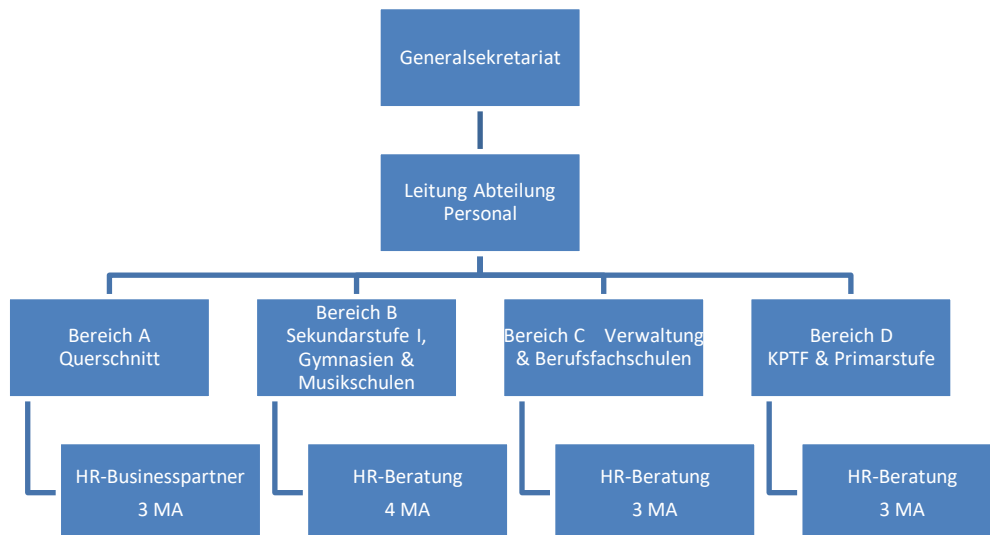 Generalsekretariat
Leitung Abteilung
Personal
Bereich A
Querschnitt
Bereich B
Sekundarstufe I,
Gymnasien &
Musikschulen
Bereich C Verwaltung
& Berufsfachschulen
Bereich D
KPTF & Primarstufe
HR-Businesspartner
3 MA
HR-Beratung
4 MA
HR-Beratung
3 MA
HR-Beratung
3 MA